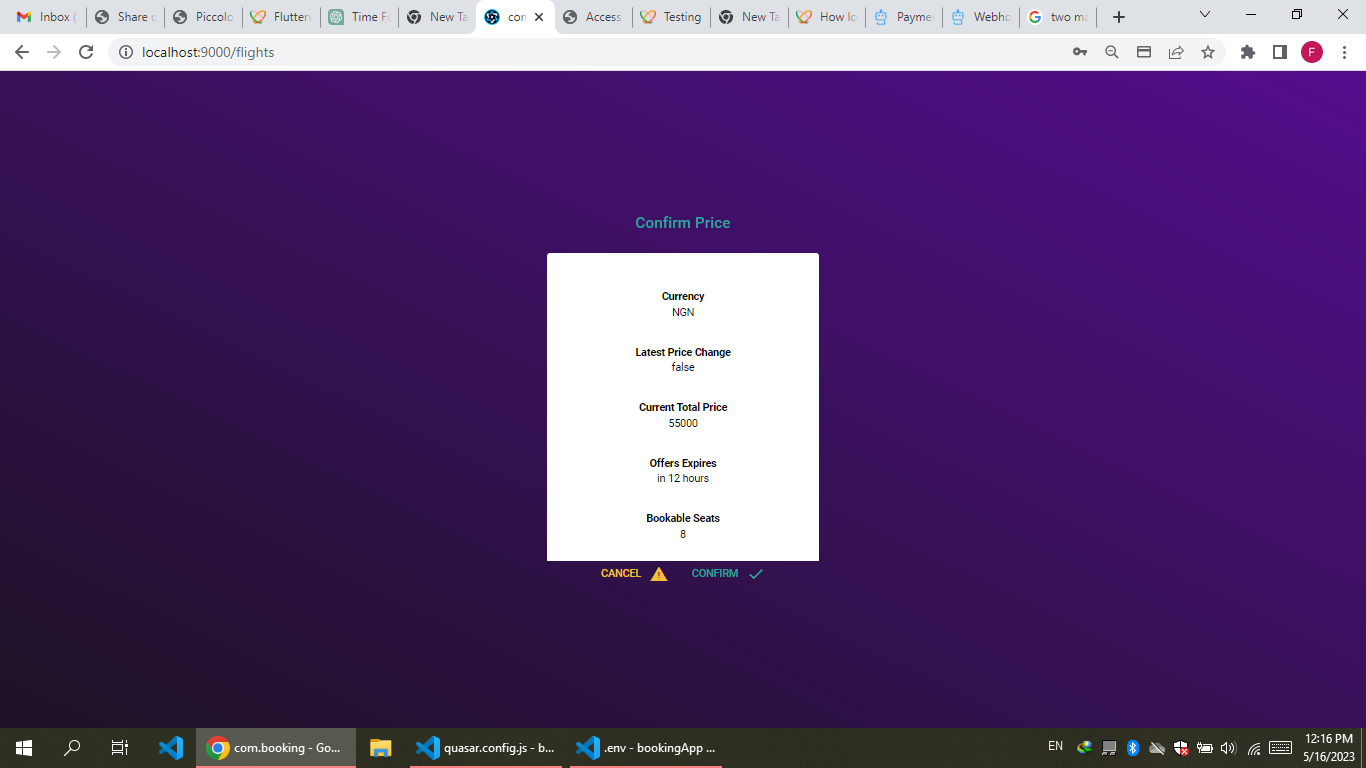 Inbox (
Share c
Piccolo
Flutterw
Time Fo
New Ta
com
Access
Testing
New Ta
How lo
Paymen
Webho
two ma
localhost:9000/flights
F
Confirm Price
Currency
NGN
Latest Price Change
false
Current Total Price
55000
Offers Expires
in 12 hours
Bookable Seats
8
CANCEL
CONFIRM
com.booking - Go...
quasar.config.js - b...
.env - bookingApp ...
EN
12:16 PM
5/16/2023